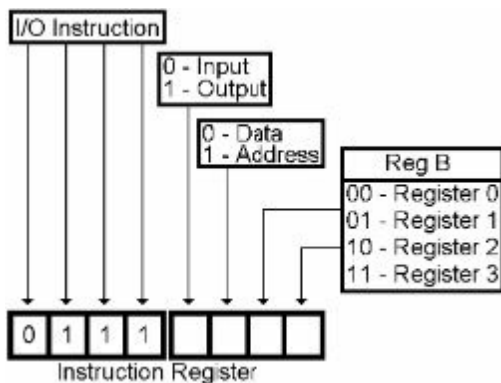 I/O Instruction
0 - Input
1 - Output
0 - Data
1 - Address
Reg B
00 - Register 0
01 - Register 1
10 - Register 2
11 - Register 3
0 1 1 1
Instruction Register